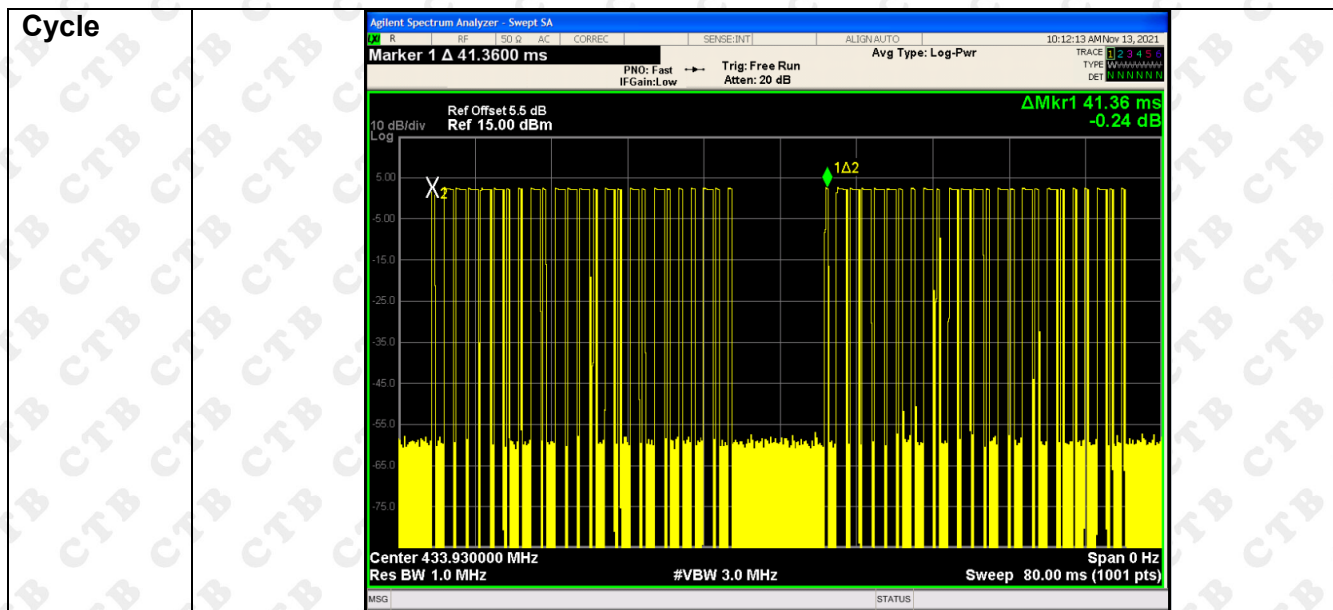 Cycle
Agilent Spectrum Analyzer - Swept SA
LXI R RF 50 Ω AC CORREC SENSE:INT ALIGNAUTO 10:12:13 AM Nov 13, 2021
Marker 1 Δ 41.3600 ms
PNO: Fast
IFGain:Low
Trig: Free Run
Atten: 20 dB
Avg Type: Log-Pwr
TRACE 1 2 3 4 5 6
TYPE W
DET N N N N N N
ΔMkr1 41.36 ms
-0.24 dB
Ref Offset 5.5 dB
10 dB/div Ref 15.00 dBm
Log
5.00
-5.00
-15.0
-25.0
-35.0
-45.0
-55.0
-65.0
-75.0
X2
1Δ2
Center 433.930000 MHz Span 0 Hz
Res BW 1.0 MHz #VBW 3.0 MHz Sweep 80.00 ms (1001 pts)
MSG STATUS
CTB